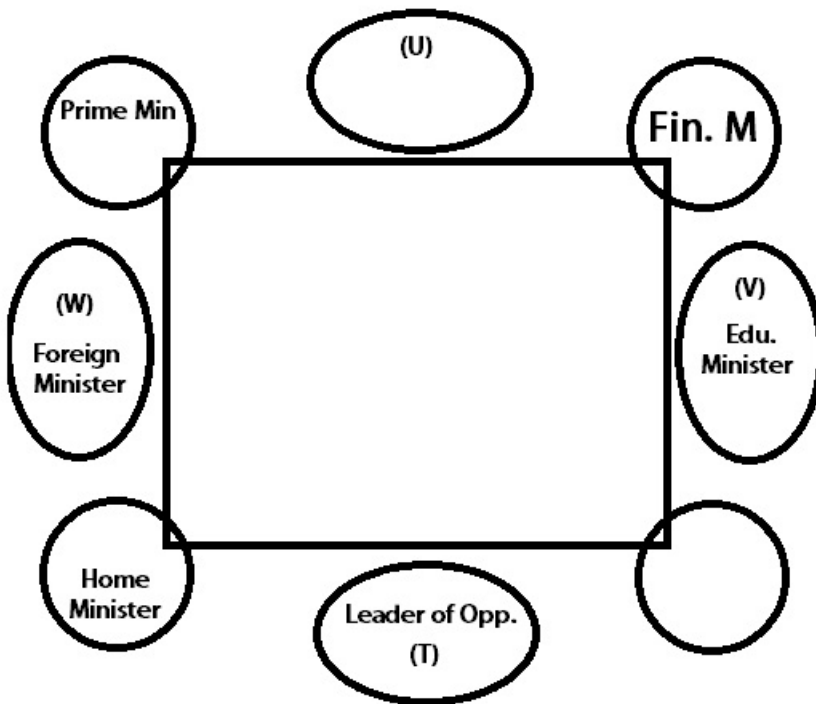 (U)
Prime Min
Fin. M
(W)
Foreign
Minister
(V)
Edu.
Minister
Home
Minister
Leader of Opp.
(T)